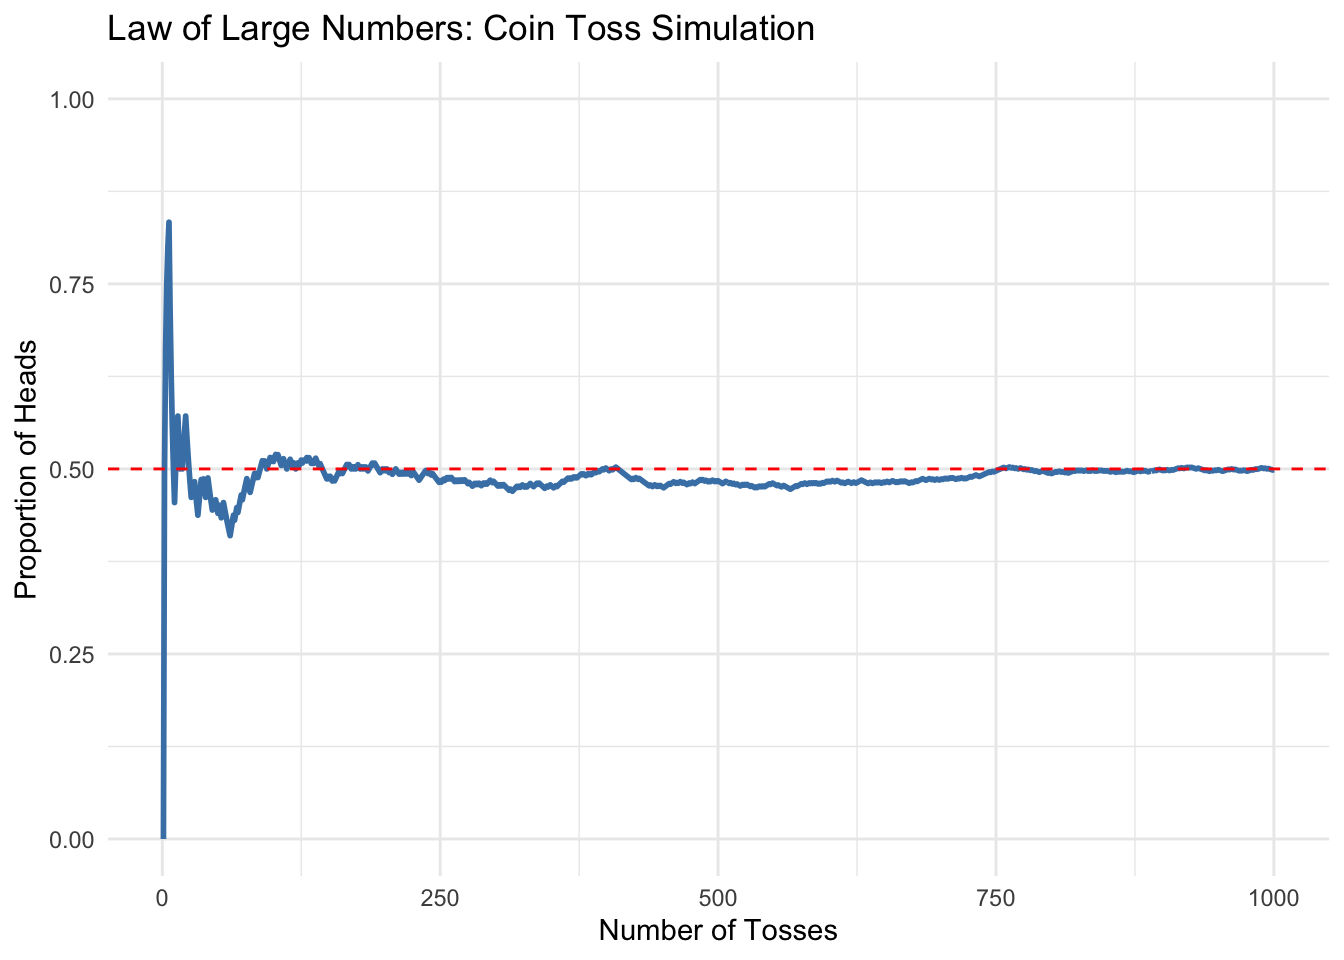 Law of Large Numbers: Coin Toss Simulation
1.00
0.75
0.50
0.25
0.00
Proportion of Heads
0 250 500 750 1000
Number of Tosses